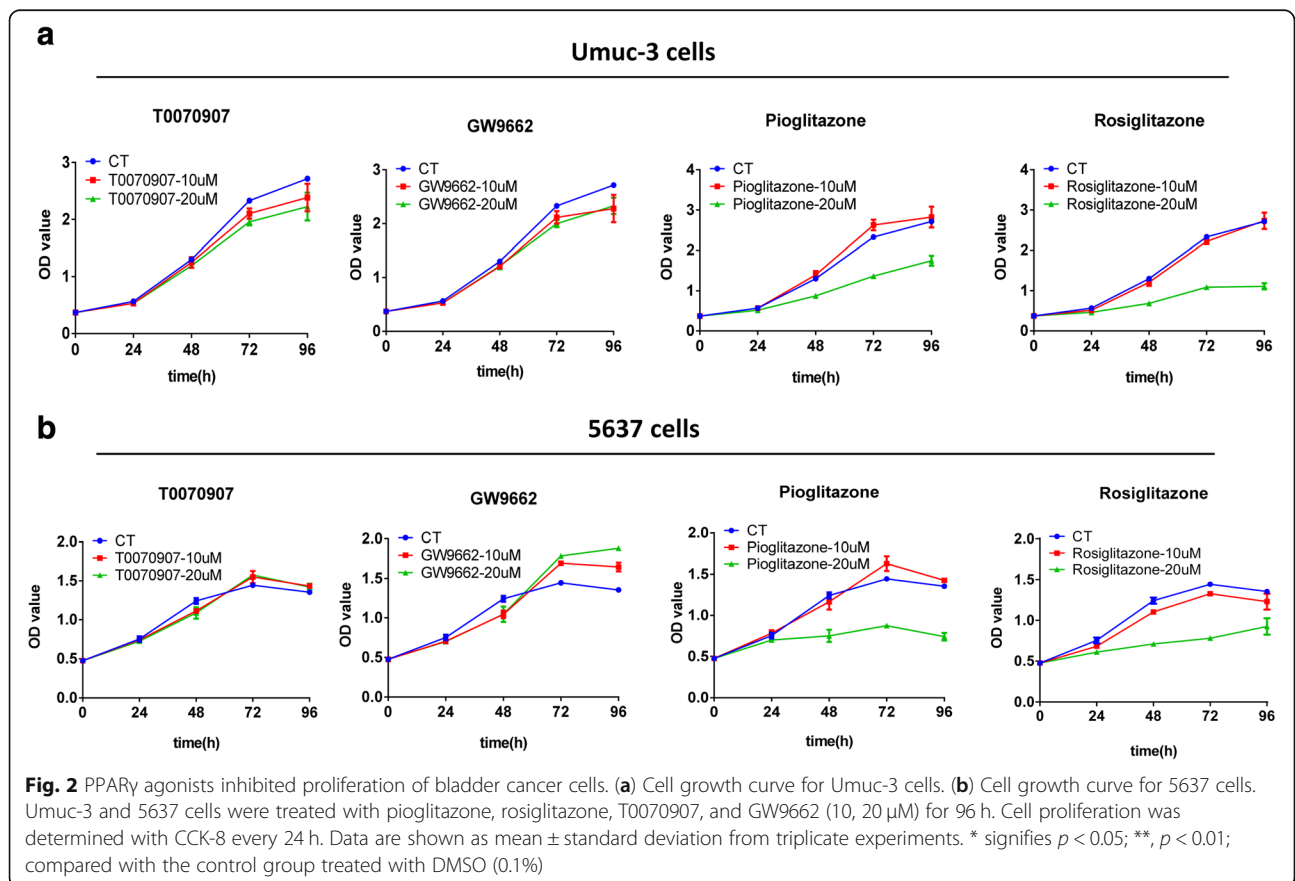 a
Umuc-3 cells
T0070907
GW9662
Pioglitazone
Rosiglitazone
OD value
3
2
1
0
CT
T0070907-10uM
T0070907-20uM
0 24 48 72 96
time(h)
OD value
3
2
1
0
CT
GW9662-10uM
GW9662-20uM
0 24 48 72 96
time(h)
OD value
4
3
2
1
0
CT
Pioglitazone-10uM
Pioglitazone-20uM
0 24 48 72 96
time(h)
OD value
4
3
2
1
0
CT
Rosiglitazone-10uM
Rosiglitazone-20uM
0 24 48 72 96
time(h)
b
5637 cells
T0070907
GW9662
Pioglitazone
Rosiglitazone
OD value
2.0
1.5
1.0
0.5
0.0
CT
T0070907-10uM
T0070907-20uM
0 24 48 72 96
time(h)
OD value
2.0
1.5
1.0
0.5
0.0
CT
GW9662-10uM
GW9662-20uM
0 24 48 72 96
time(h)
OD value
2.0
1.5
1.0
0.5
0.0
CT
Pioglitazone-10uM
Pioglitazone-20uM
0 24 48 72 96
time(h)
OD value
2.0
1.5
1.0
0.5
0.0
CT
Rosiglitazone-10uM
Rosiglitazone-20uM
0 24 48 72 96
time(h)
Fig. 2 PPARγ agonists inhibited proliferation of bladder cancer cells. (a) Cell growth curve for Umuc-3 cells. (b) Cell growth curve for 5637 cells.
Umuc-3 and 5637 cells were treated with pioglitazone, rosiglitazone, T0070907, and GW9662 (10, 20 μM) for 96 h. Cell proliferation was
determined with CCK-8 every 24 h. Data are shown as mean ± standard deviation from triplicate experiments. * signifies p < 0.05; **, p < 0.01;
compared with the control group treated with DMSO (0.1%)